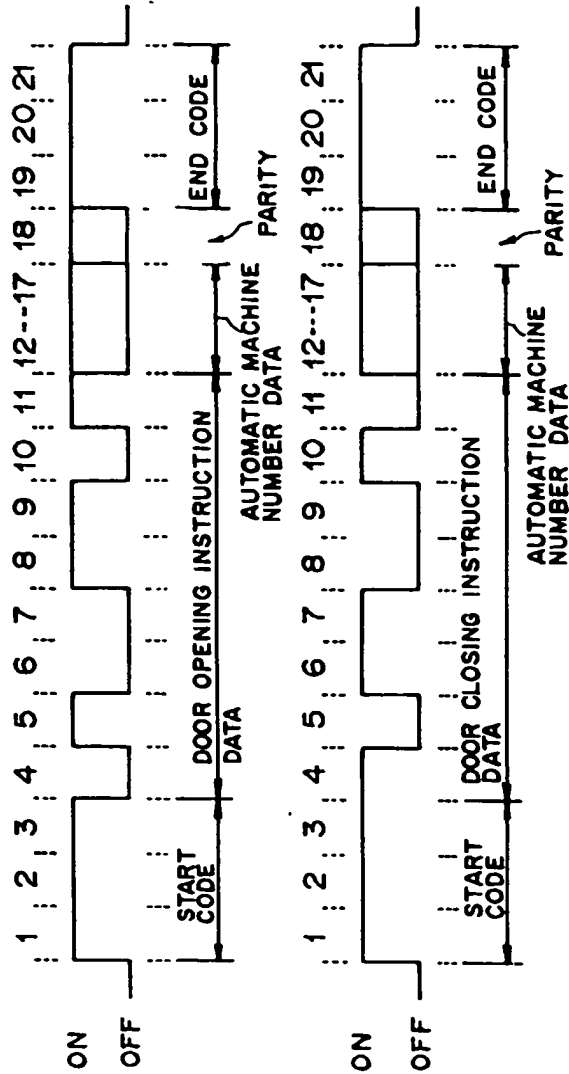 1 2 3 4 5 6 7 8 9 10 11 12--17 18 19 20 21
ON
OFF
START
CODE
DOOR OPENING INSTRUCTION
DATA
AUTOMATIC MACHINE
NUMBER DATA
PARITY
END CODE
1 2 3 4 5 6 7 8 9 10 11 12---17 18 19 20 21
ON
OFF
START
CODE
DOOR CLOSING INSTRUCTION
DATA
AUTOMATIC MACHINE
NUMBER DATA
PARITY
END CODE